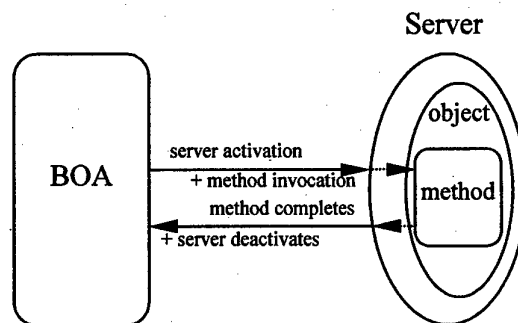 Server
object
server activation
BOA
+ method invocation
method
method completes
+ server deactivates